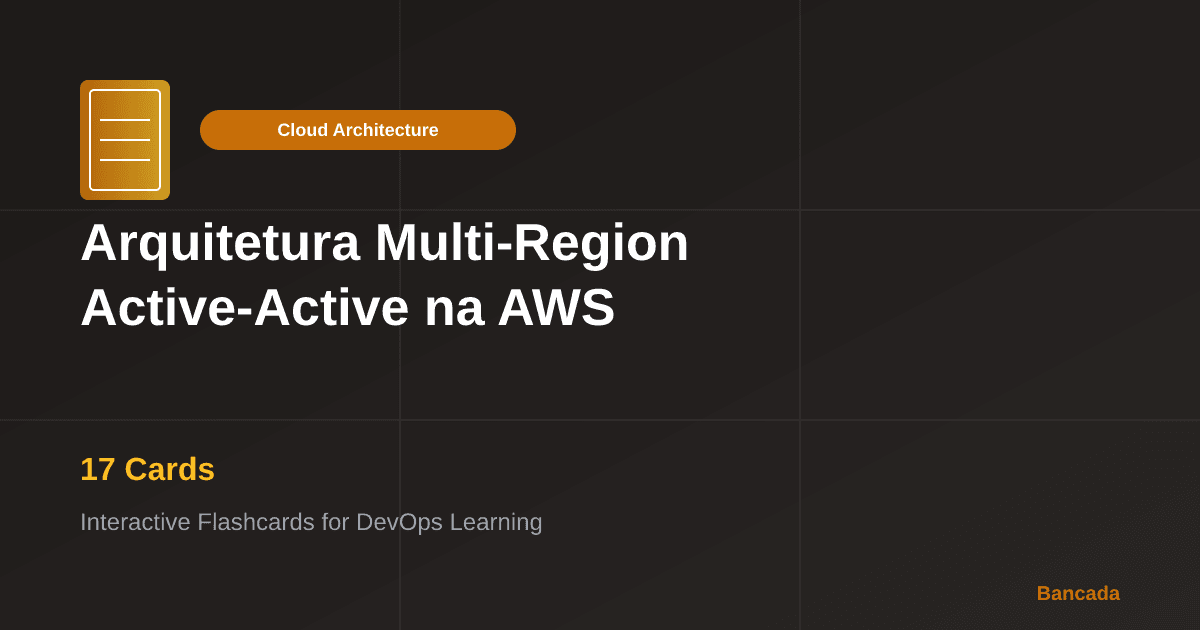 Cloud Architecture
Arquitetura Multi-Region
Active-Active na AWS
17 Cards
Interactive Flashcards for DevOps Learning
Bancada